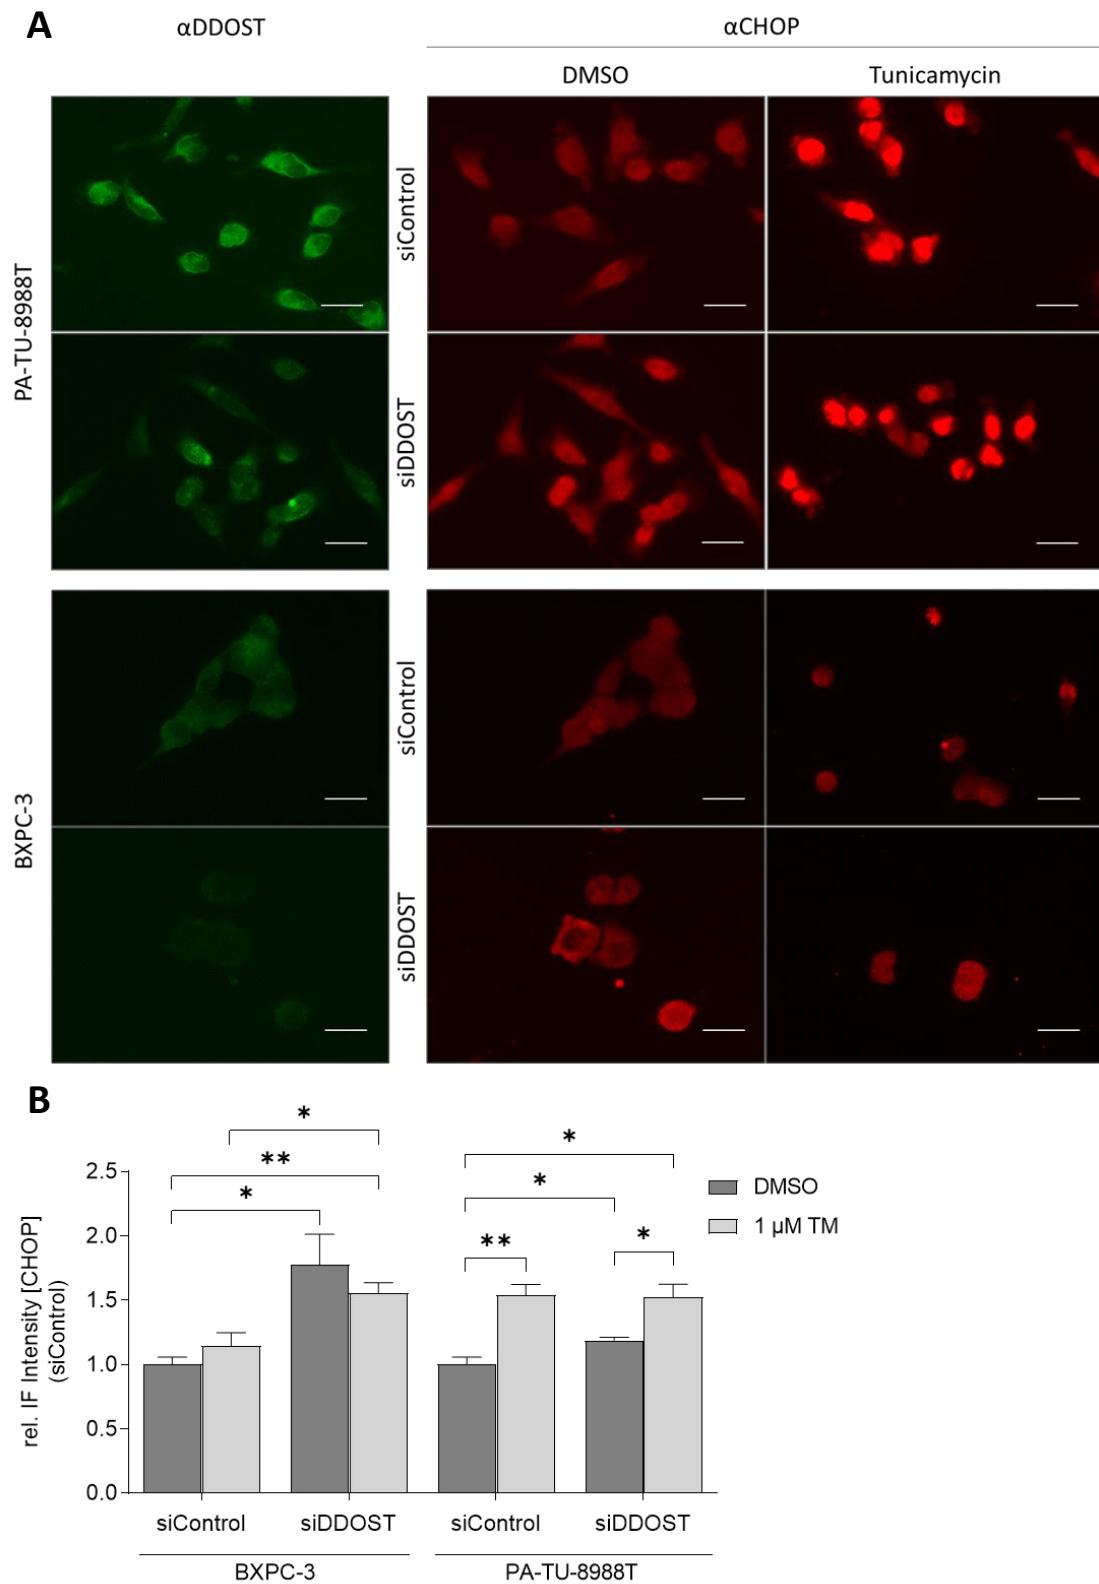 A
αDDOST
αCHOP
DMSO
Tunicamycin
PA-TU-8988T
siControl
siDDOST
BXPC-3
siControl
siDDOST
B
rel. IF Intensity [CHOP]
(siControl)
2.5
2.0
1.5
1.0
0.5
0.0
*
**
*
*
*
**
*
DMSO
1 µM TM
siControl
siDDOST
siControl
siDDOST
BXPC-3
PA-TU-8988T